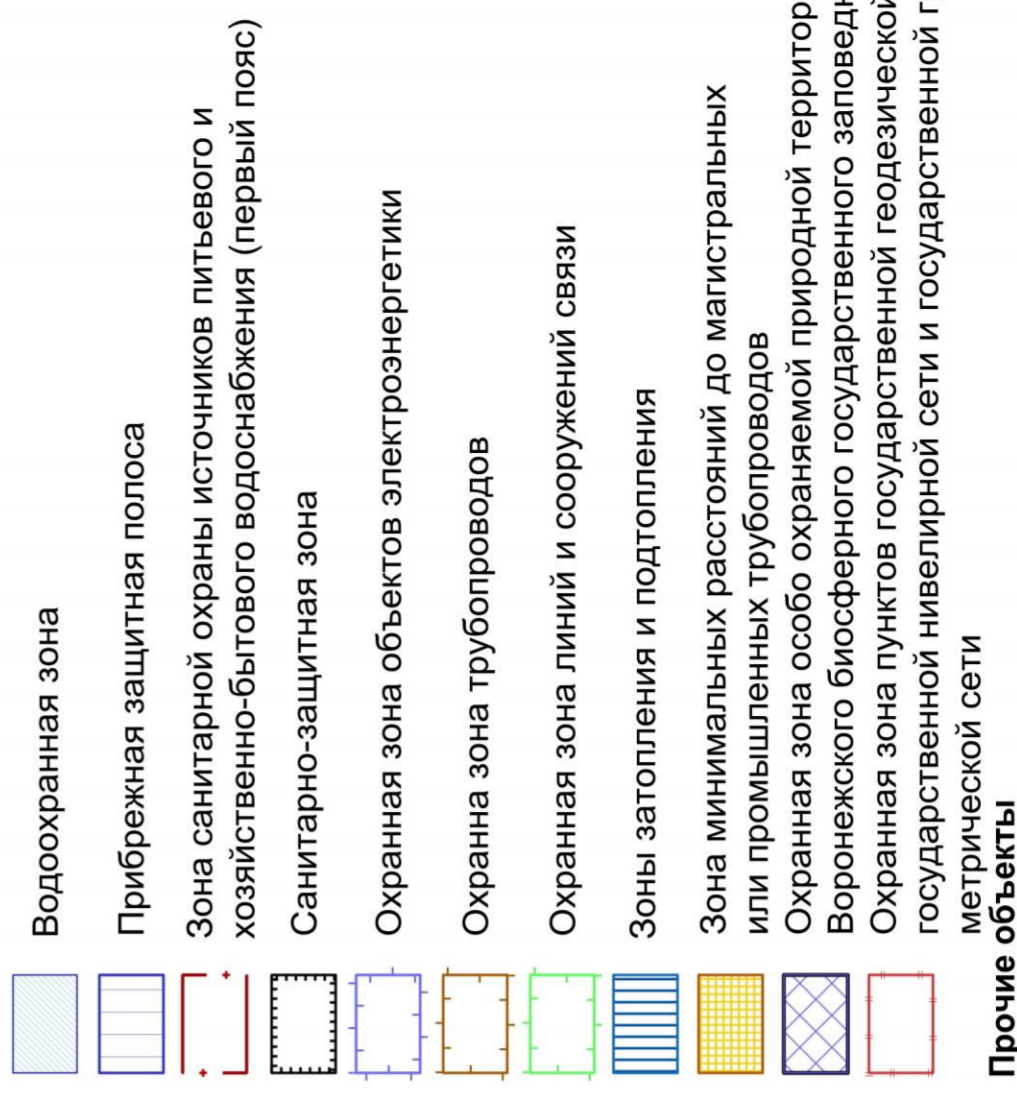 Водоохранная зона
Прибрежная защитная полоса
Зона санитарной охраны источников питьевого и
хозяйственно-бытового водоснабжения (первый пояс)
Санитарно-защитная зона
Охранная зона объектов электроэнергетики
Охранна зона трубопроводов
Охранная зона линий и сооружений связи
Зоны затопления и подтопления
Зона минимальных расстояний до магистральных
или промышленных трубопроводов
Охранная зона особо охраняемой природной территор
Воронежского биосферного государственного заповедн
Охранная зона пунктов государственной геодезической
государственной нивелирной сети и государственной г
метрической сети
Прочие объекты